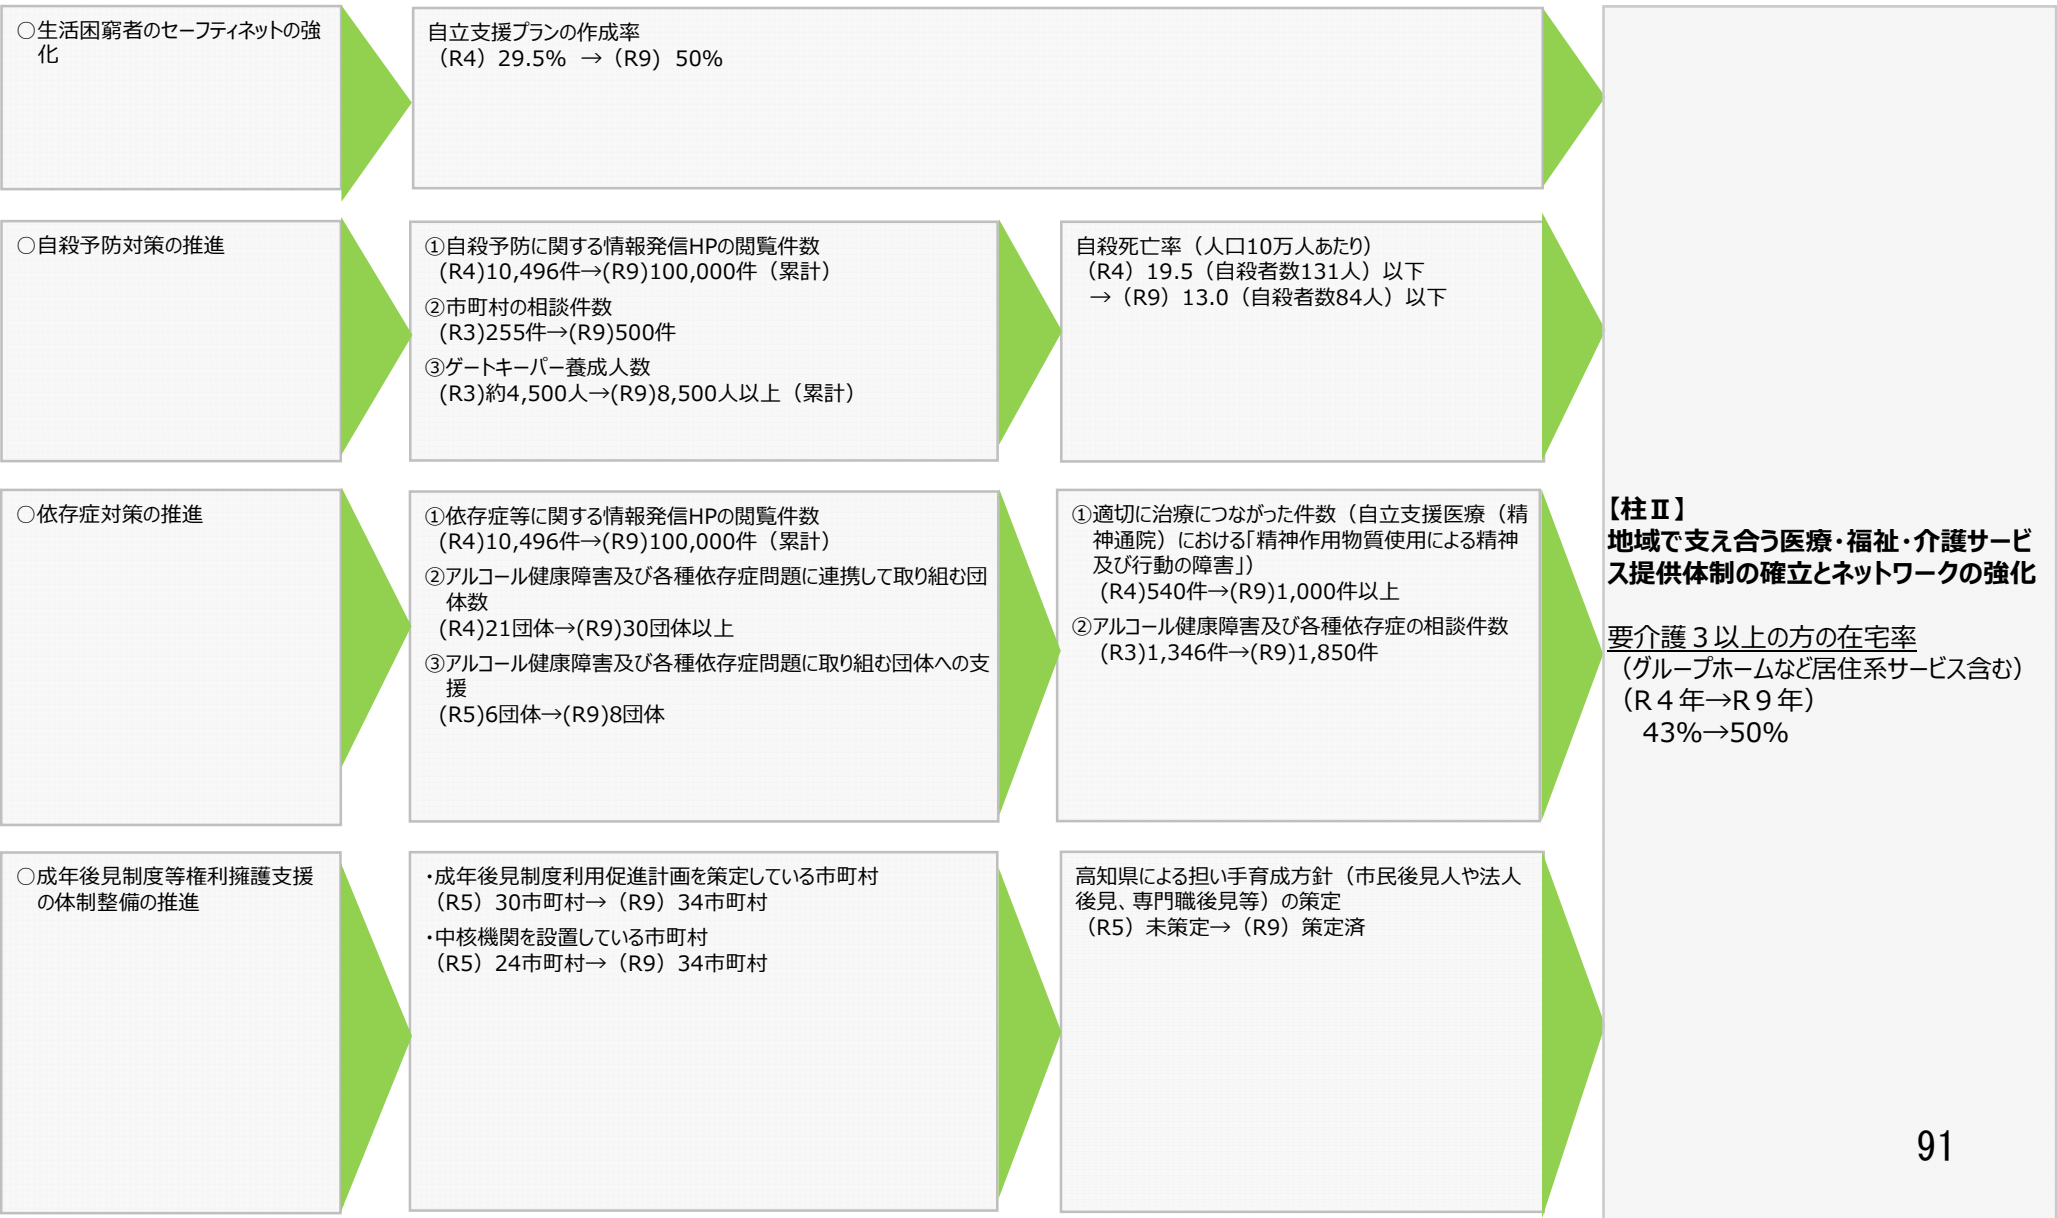 ○生活困窮者のセーフティネットの強
化
自立支援プランの作成率
（R4）29.5% →（R9） 50%
○自殺予防対策の推進
①自殺予防に関する情報発信HPの閲覧件数
(R4)10,496件→(R9)100,000件（累計）
②市町村の相談件数
(R3)255件→(R9)500件
③ゲートキーパー養成人数
(R3)約4,500人→(R9)8,500人以上（累計）
自殺死亡率（人口10万人あたり）
（R4）19.5（自殺者数131人）以下
→（R9）13.0（自殺者数84人）以下
○依存症対策の推進
①依存症等に関する情報発信HPの閲覧件数
(R4)10,496件→(R9)100,000件（累計）
②アルコール健康障害及び各種依存症問題に連携して取り組む団
体数
(R4)21団体→(R9)30団体以上
③アルコール健康障害及び各種依存症問題に取り組む団体への支
援
(R5)6団体→(R9)8団体
①適切に治療につながった件数（自立支援医療（精
神通院）における「精神作用物質使用による精神
及び行動の障害」）
(R4)540件→(R9)1,000件以上
②アルコール健康障害及び各種依存症の相談件数
(R3)1,346件→(R9)1,850件
○成年後見制度等権利擁護支援
の体制整備の推進
・成年後見制度利用促進計画を策定している市町村
（R5）30市町村→（R9）34市町村
・中核機関を設置している市町村
（R5）24市町村→（R9）34市町村
高知県による担い手育成方針（市民後見人や法人
後見、専門職後見等）の策定
（R5）未策定→（R9）策定済
【柱Ⅱ】
地域で支え合う医療・福祉・介護サービ
ス提供体制の確立とネットワークの強化
要介護３以上の方の在宅率
（グループホームなど居住系サービス含む）
（R４年→R９年）
43%→50%
91